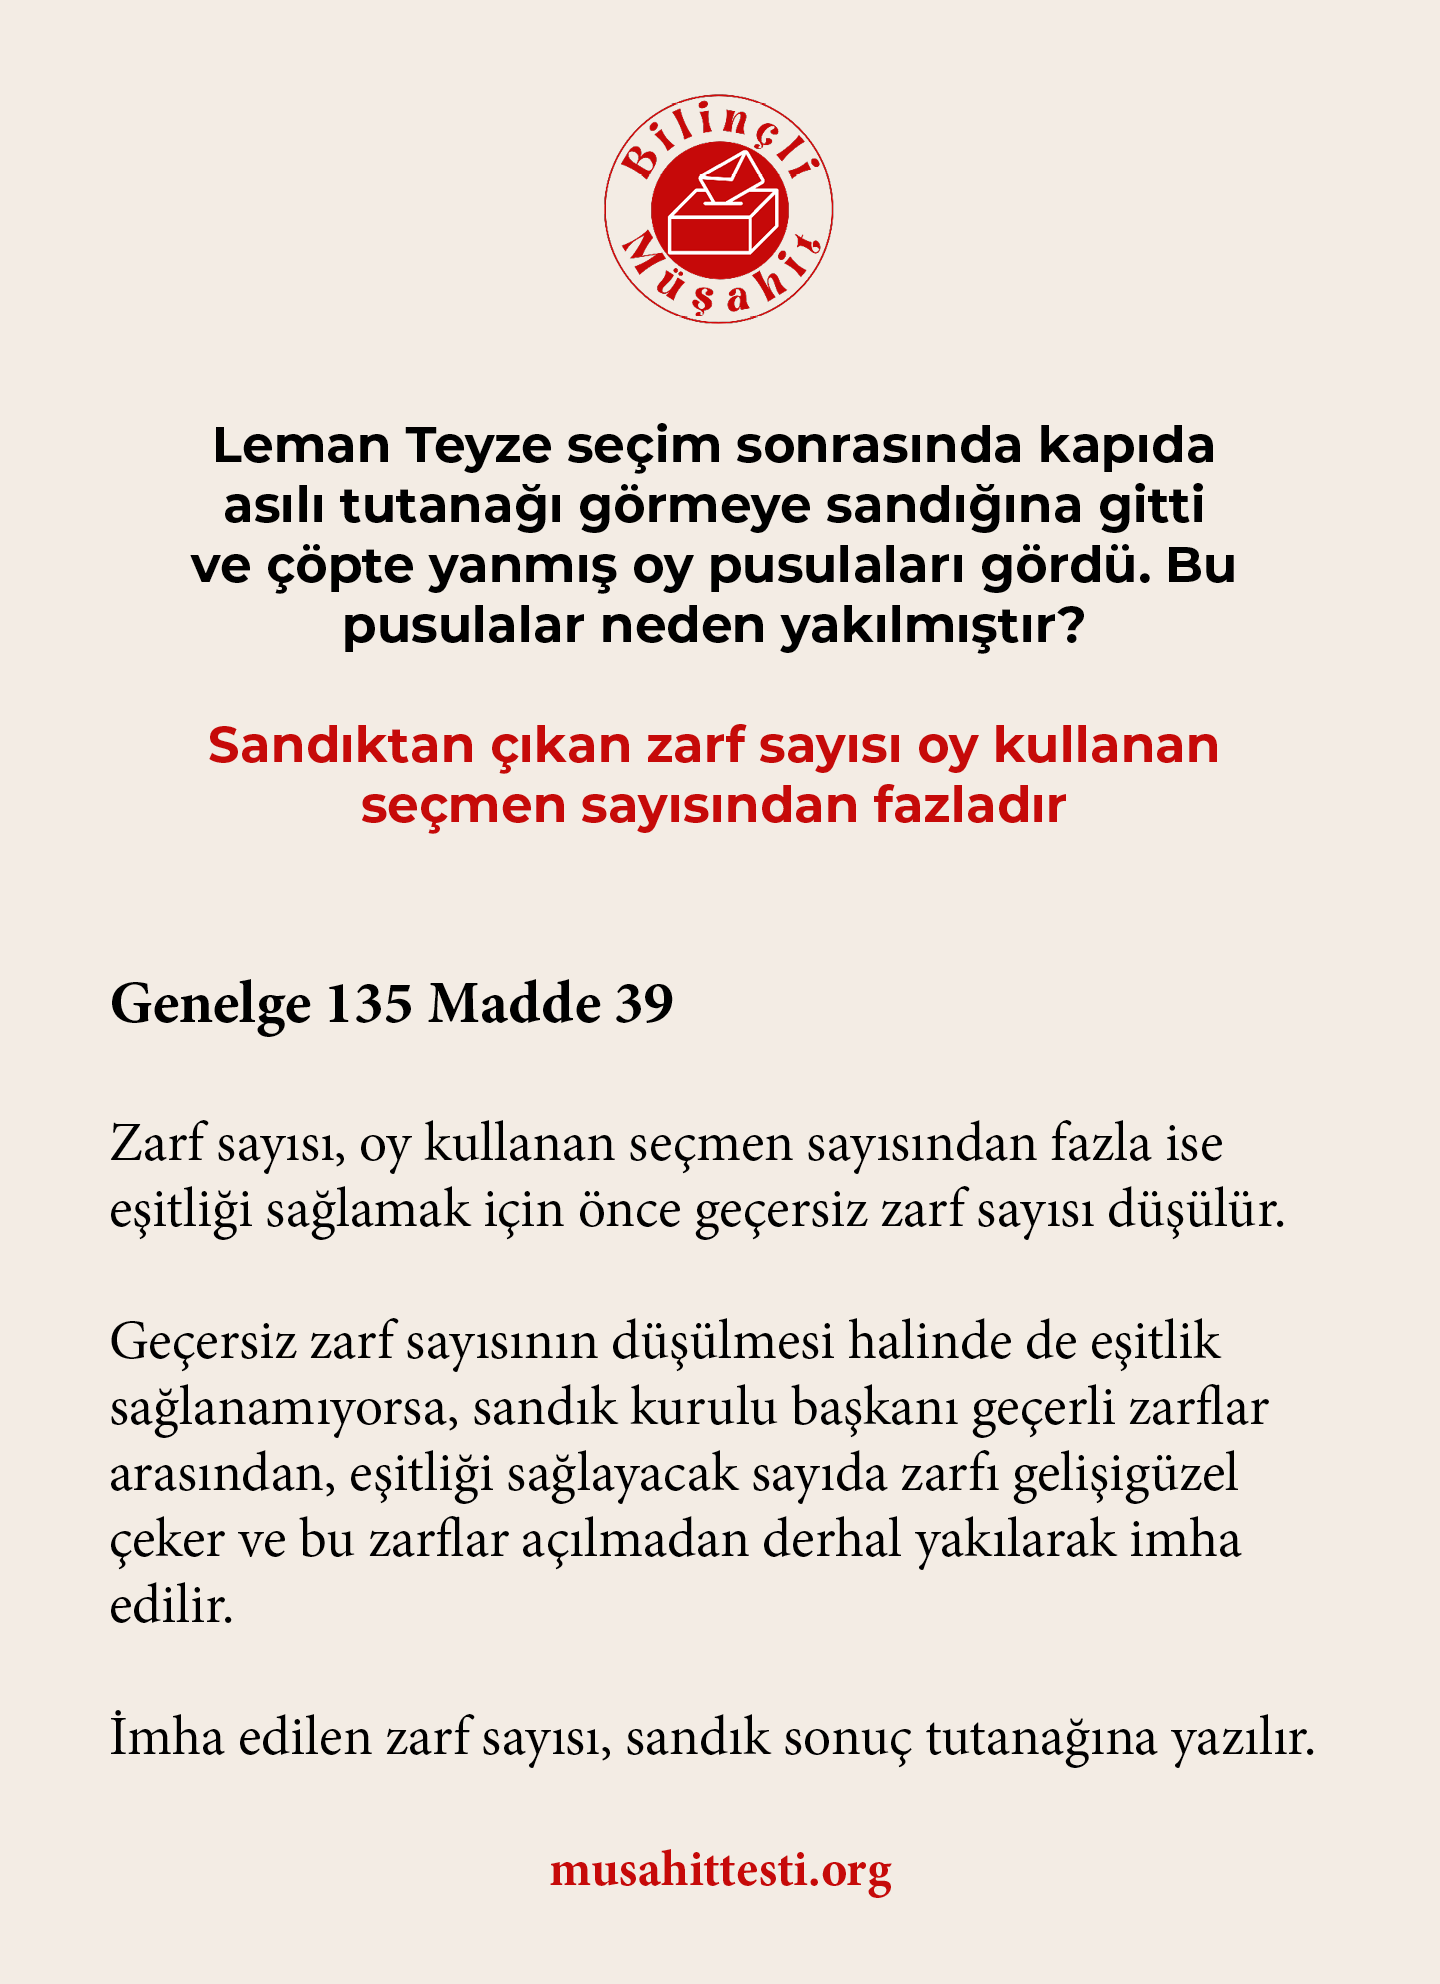 Bilinçli
Müşahit
Leman Teyze seçim sonrasında kapıda
asılı tutanağı görmeye sandığına gitti
ve çöpte yanmış oy pusulaları gördü. Bu
pusulalar neden yakılmıştır?
Sandıktan çıkan zarf sayısı oy kullanan
seçmen sayısından fazladır
Genelge 135 Madde 39
Zarf sayısı, oy kullanan seçmen sayısından fazla ise
eşitliği sağlamak için önce geçersiz zarf sayısı düşülür.
Geçersiz zarf sayısının düşülmesi halinde de eşitlik
sağlanamıyorsa, sandık kurulu başkanı geçerli zarflar
arasından, eşitliği sağlayacak sayıda zarfı gelişigüzel
çeker ve bu zarflar açılmadan derhal yakılarak imha
edilir.
İmha edilen zarf sayısı, sandık sonuç tutanağına yazılır.
musahittesti.org